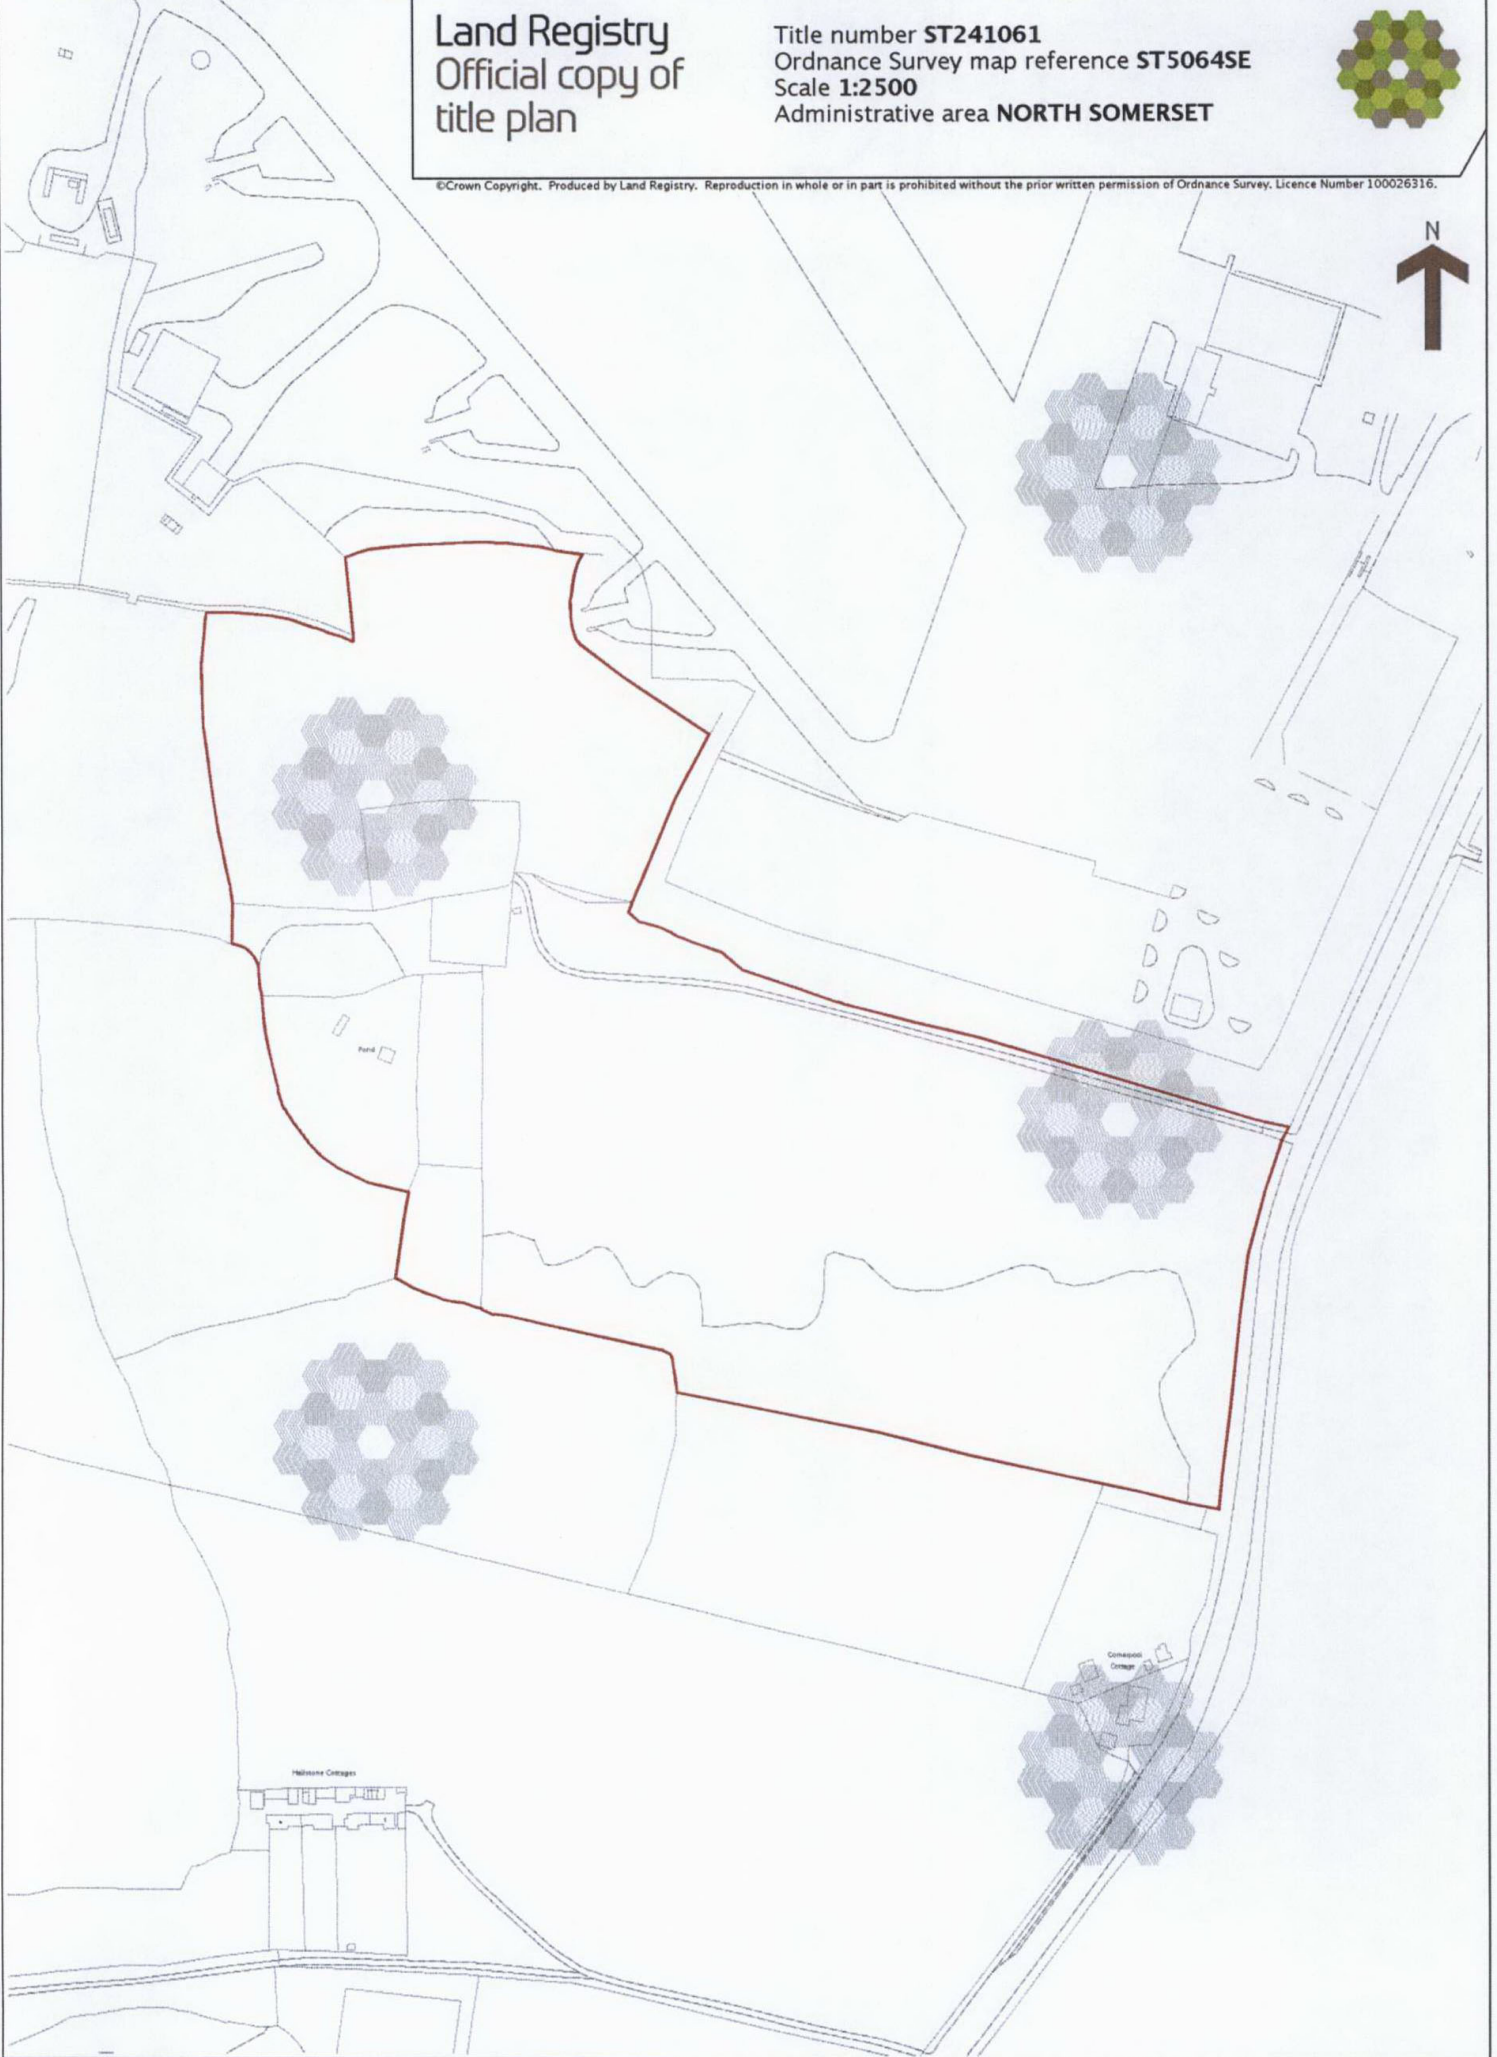 Land Registry
Official copy of
title plan
Title number ST241061
Ordnance Survey map reference ST5064SE
Scale 1:2500
Administrative area NORTH SOMERSET
©Crown Copyright. Produced by Land Registry. Reproduction in whole or in part is prohibited without the prior written permission of Ordnance Survey. Licence Number 100026316.
N
Pond
Cottage
Cottages